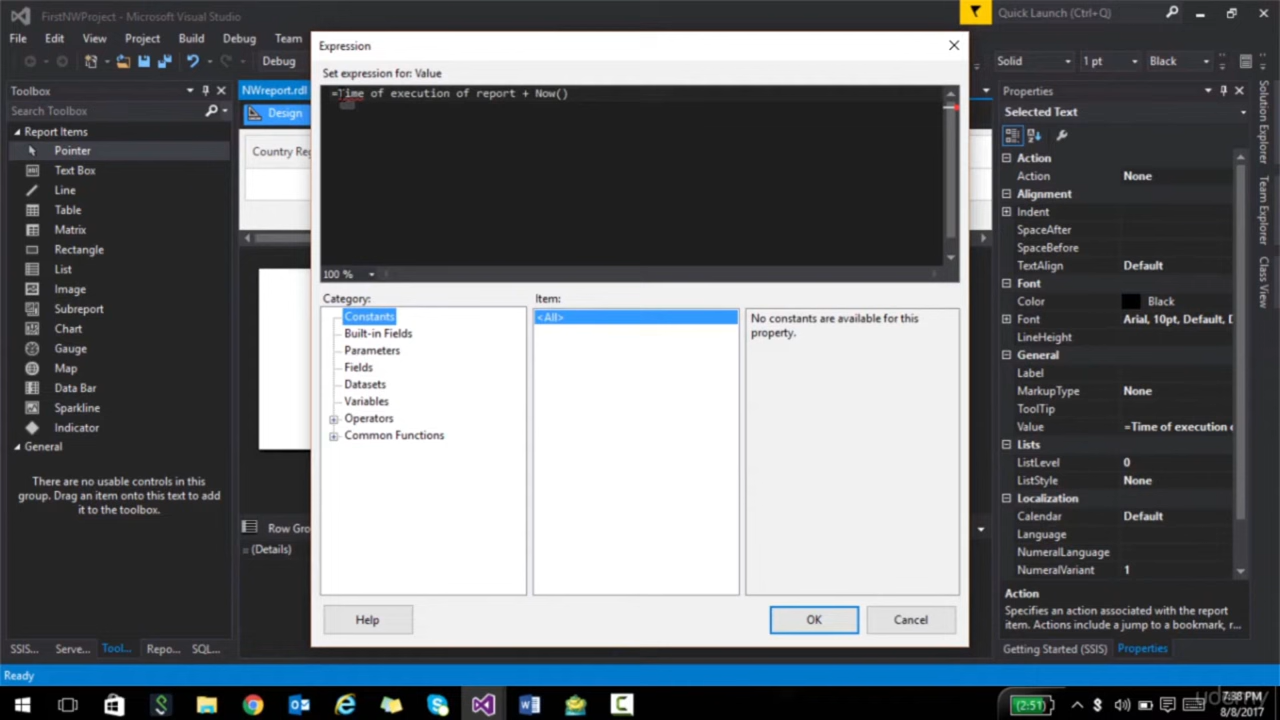 FirstNWProject - Microsoft Visual Studio
Quick Launch (Ctrl+Q)
File Edit View Project Build Debug Team
Debug
Solid 1 pt Black
Toolbox
Search Toolbox
Report Items
Pointer
Text Box
Line
Table
Matrix
Rectangle
List
Image
Subreport
Chart
Gauge
Map
Data Bar
Sparkline
Indicator
General
There are no usable controls in this
group. Drag an item onto this text to add
it to the toolbox.
SSIS... Serve... Tool... Repo... SQL...
NWreport.rdl
Design
Country Reg
Row Gro
(Details)
Expression
Set expression for: Value
=Time of execution of report + Now()
100 %
Category:
Constants
Built-in Fields
Parameters
Fields
Datasets
Variables
Operators
Common Functions
Item:
<All>
No constants are available for this
property.
Help
OK
Cancel
Properties
Selected Text
Action
Action None
Alignment
Indent
SpaceAfter
SpaceBefore
TextAlign Default
Font
Color Black
Font Arial, 10pt, Default, D
LineHeight
General
Label
MarkupType None
ToolTip
Value =Time of execution o
Lists
ListLevel 0
ListStyle None
Localization
Calendar Default
Language
NumeralLanguage
NumeralVariant 1
Action
Specifies an action associated with the report
item. Actions include a jump to a bookmark, r...
Getting Started (SSIS) Properties
Solution Explorer
Team Explorer
Class View
Ready
(2:51)
7:38 PM
8/8/2017
udemy